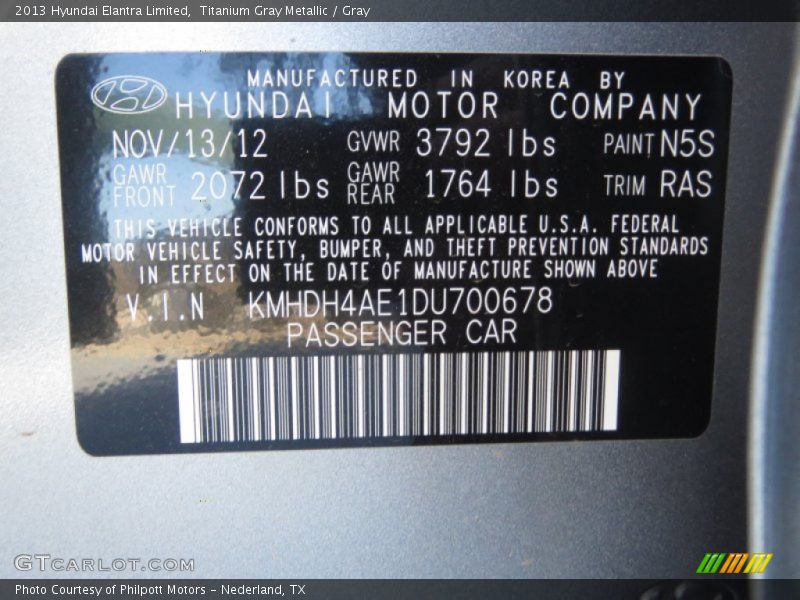 2013 Hyundai Elantra Limited, Titanium Gray Metallic / Gray
MANUFACTURED IN KOREA BY
HYUNDAI MOTOR COMPANY
NOV/13/12 GVWR 3792 lbs PAINT N5S
GAWR FRONT 2072 lbs GAWR REAR 1764 lbs TRIM RAS
THIS VEHICLE CONFORMS TO ALL APPLICABLE U.S.A. FEDERAL
MOTOR VEHICLE SAFETY, BUMPER, AND THEFT PREVENTION STANDARDS
IN EFFECT ON THE DATE OF MANUFACTURE SHOWN ABOVE
V.I.N KMHDH4AE1DU700678
PASSENGER CAR
GTCARLOT.COM
Photo Courtesy of Philpott Motors - Nederland, TX